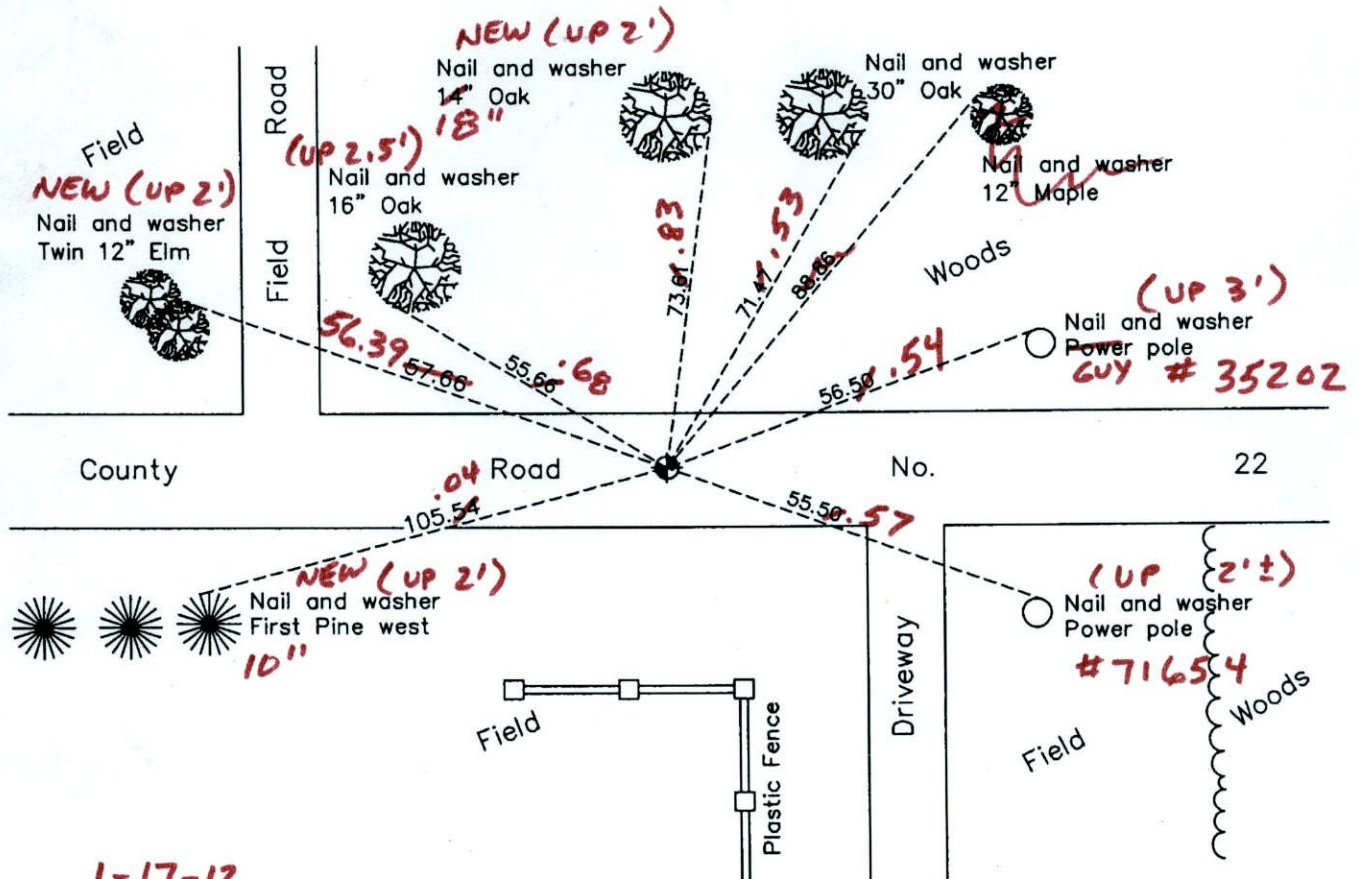 NEW (UP 2')
Nail and washer
14" Oak
18"
Nail and washer
30" Oak
Road
Field
Field
(UP 2.5')
Nail and washer
16" Oak
NEW (UP 2')
Nail and washer
Twin 12" Elm
Nail and washer
12" Maple
Woods
(UP 3')
Nail and washer
Power pole
GUY # 35202
56.39 57.66
55.66 .68
73.61 .83
71.47 .53
88.86
56.50 .54
County Road No. 22
105.54 .04
55.50 .57
NEW (UP 2')
Nail and washer
First Pine west
10"
(UP 2'±)
Nail and washer
Power pole
#71654
Field
Plastic Fence
Driveway
Field
Woods
1-17-12